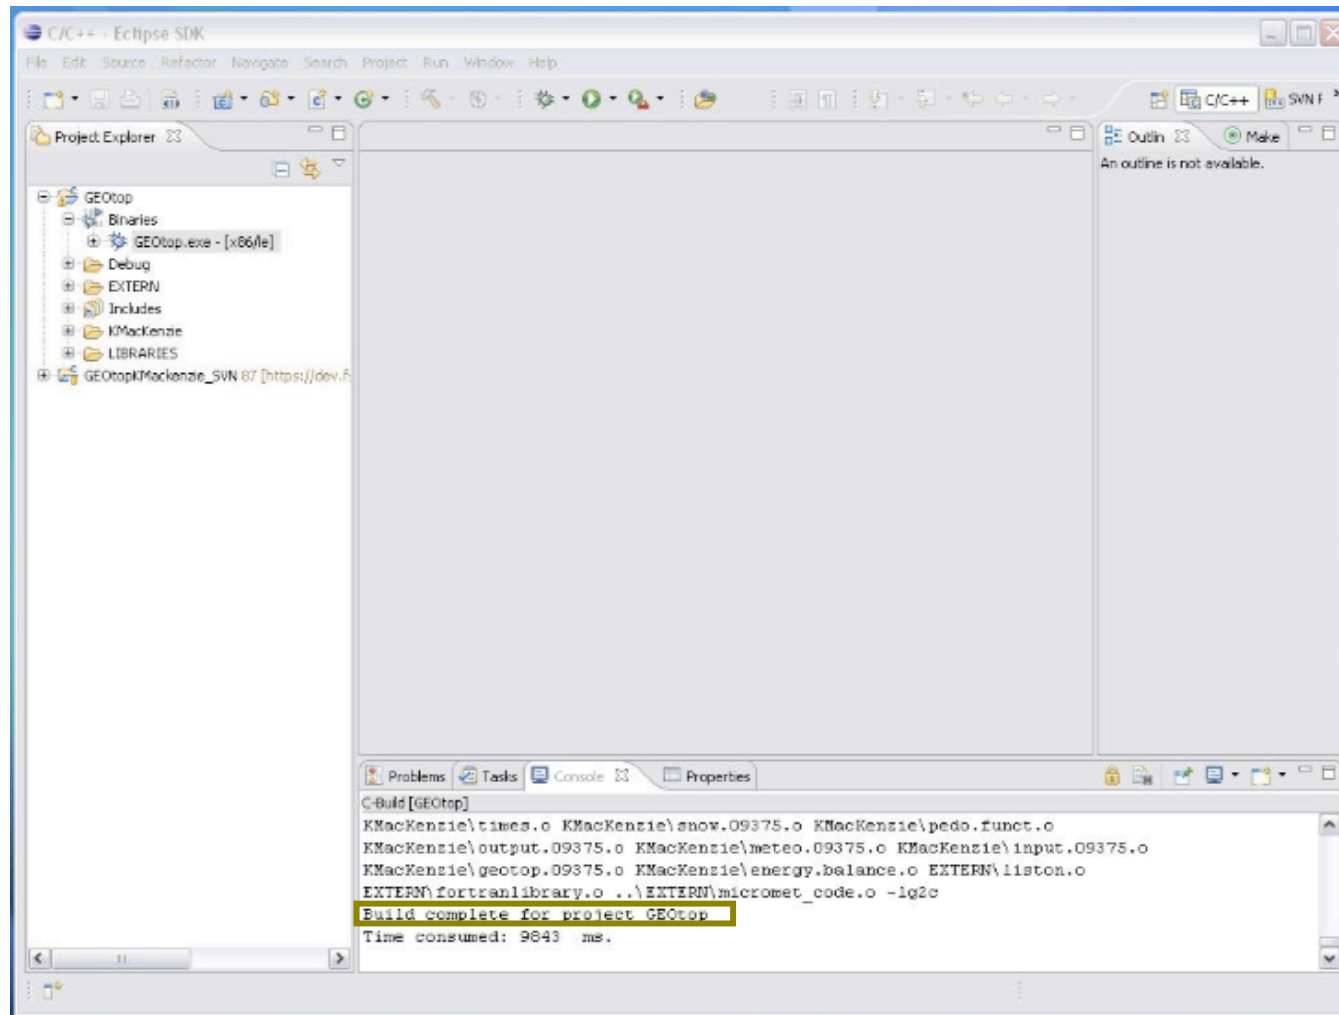 C/C++ - Eclipse SDK
File Edit Source Refactor Navigate Search Project Run Window Help
C/C++ SVN F
Project Explorer
Outlin Make
An outline is not available.
GEOtop
Binaries
GEOtop.exe - [x86/le]
Debug
EXTERN
Includes
KMacKenzie
LIBRARIES
GEOtopKMackenzie_SVN 87 [https://dev.f
Problems Tasks Console Properties
C-Build [GEOtop]
KMacKenzie\times.o KMacKenzie\snow.09375.o KMacKenzie\pedo.funct.o
KMacKenzie\output.09375.o KMacKenzie\meteo.09375.o KMacKenzie\input.09375.o
KMacKenzie\geotop.09375.o KMacKenzie\energy.balance.o EXTERN\liston.o
EXTERN\fortranlibrary.o ..\EXTERN\micromet_code.o -lg2c
Build complete for project GEOtop
Time consumed: 9843 ms.